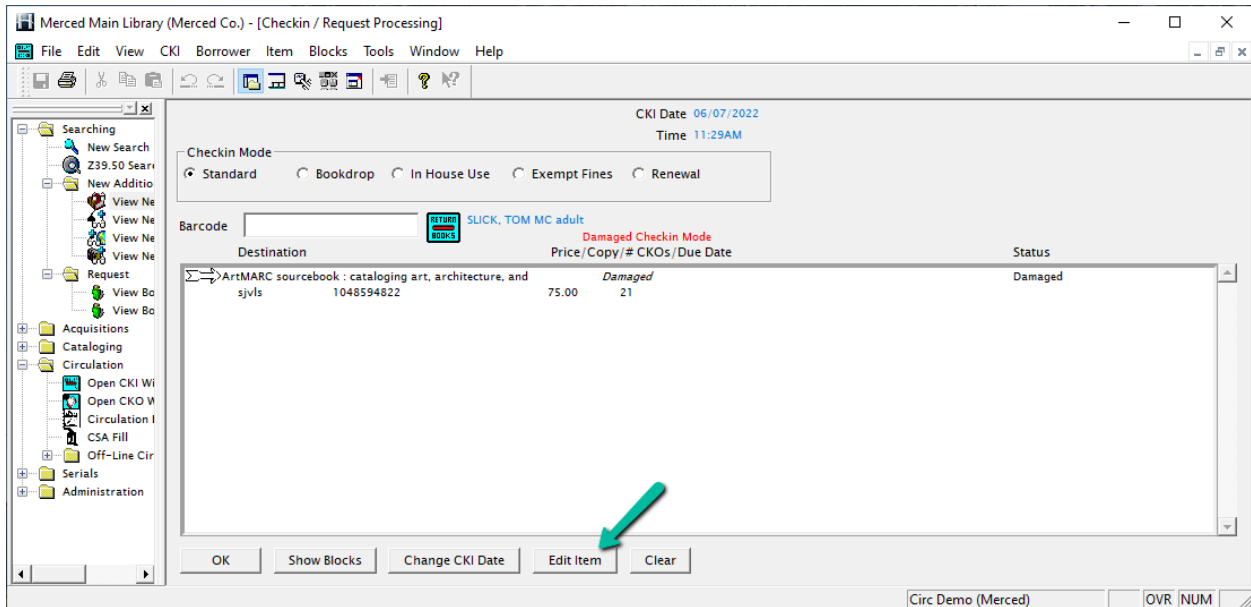 Merced Main Library (Merced Co.) - [Checkin / Request Processing]
File Edit View CKI Borrower Item Blocks Tools Window Help
CKI Date 06/07/2022
Time 11:29AM
Searching
New Search
Z39.50 Sear
New Additio
View Ne
View Ne
View Ne
View Ne
Request
View Bo
View Bo
Acquisitions
Cataloging
Circulation
Open CKI Wi
Open CKO W
Circulation I
CSA Fill
Off-Line Cir
Serials
Administration
Checkin Mode
Standard Bookdrop In House Use Exempt Fines Renewal
Barcode RETURN BOOKS SLICK, TOM MC adult
Damaged Checkin Mode
Destination Price/Copy/# CKOs/Due Date Status
ArtMARC sourcebook : cataloging art, architecture, and Damaged Damaged
sjvls 1048594822 75.00 21
OK Show Blocks Change CKI Date Edit Item Clear
Circ Demo (Merced) OVR NUM